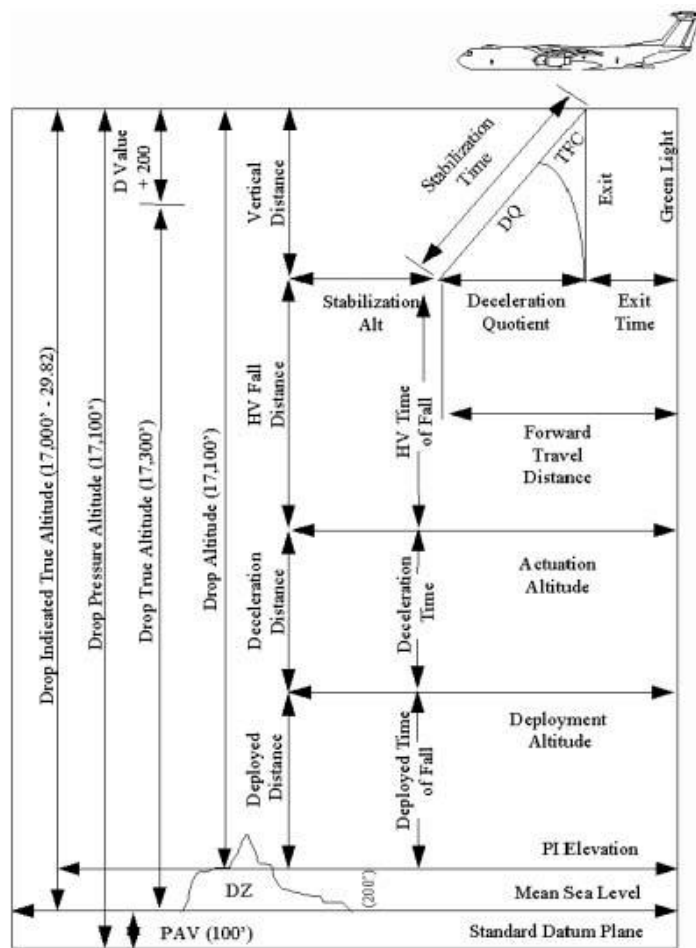 D Value
+ 200
Vertical
Distance
Stabilization
Time
TFC
DQ
Exit
Green Light
Stabilization
Alt
Deceleration
Quotient
Exit
Time
Drop Indicated True Altitude (17,000’ - 29.82)
Drop Pressure Altitude (17,100’)
Drop True Altitude (17,300’)
Drop Altitude (17,100’)
HV Fall
Distance
HV Time
of Fall
Forward
Travel
Distance
Deceleration
Distance
Deceleration
Time
Actuation
Altitude
Deployed
Distance
Deployed Time
of Fall
Deployment
Altitude
PI Elevation
DZ
(200’)
Mean Sea Level
PAV (100’)
Standard Datum Plane